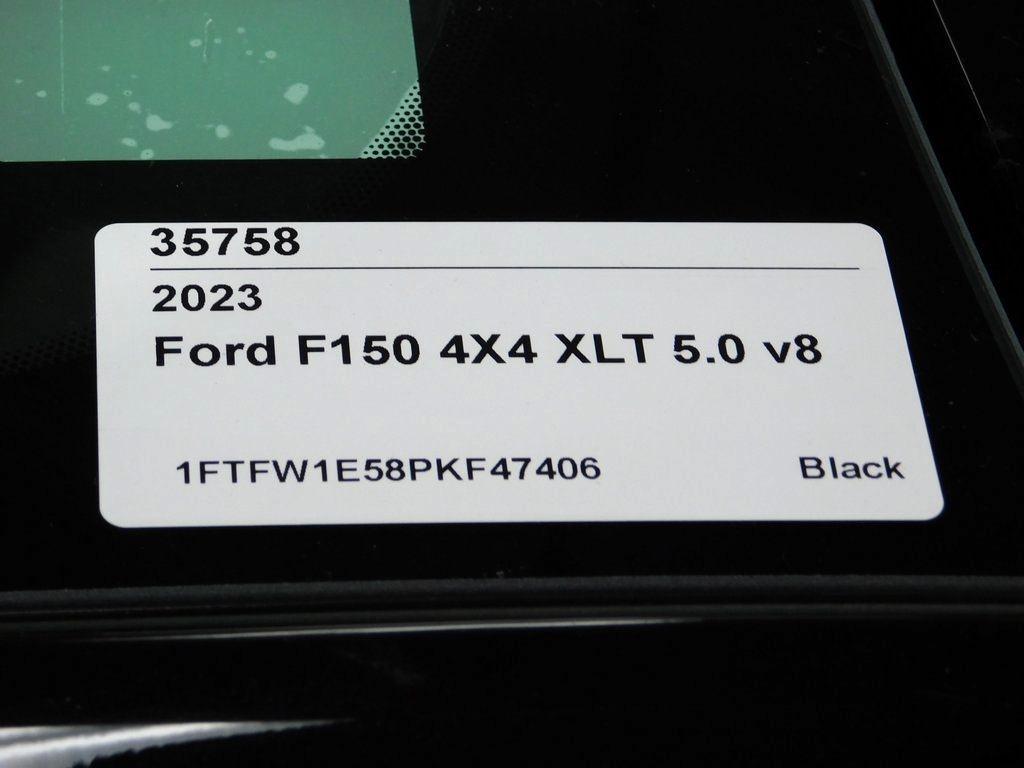 35758
2023
Ford F150 4X4 XLT 5.0 v8
1FTFW1E58PKF47406 Black